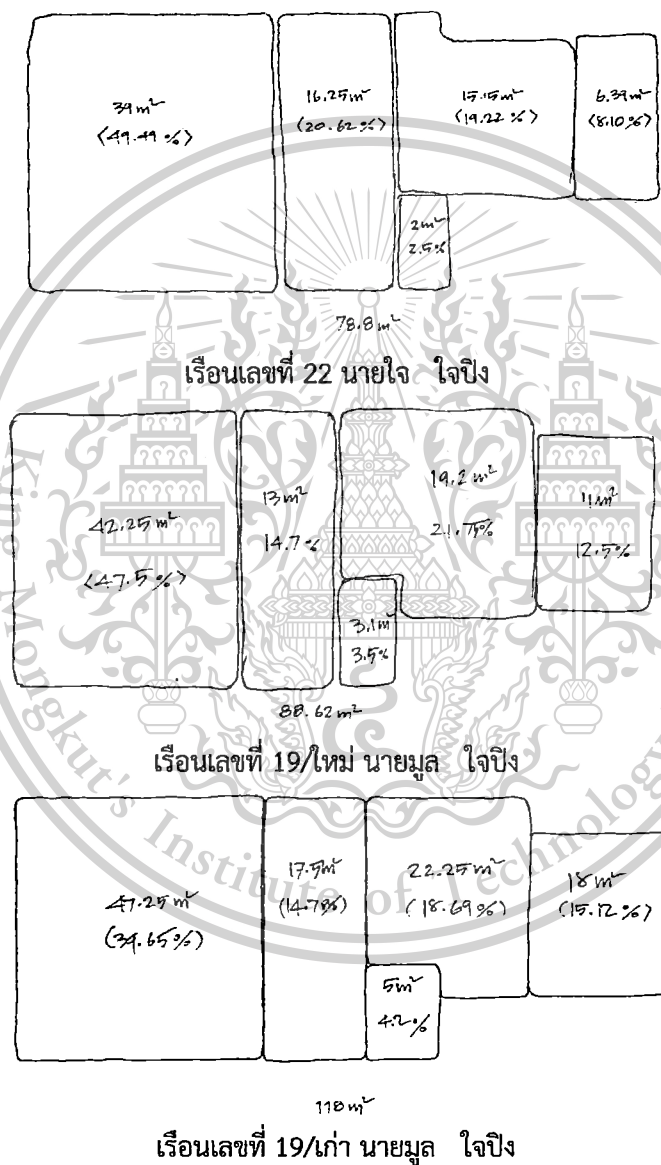 39 m²
(49.49%)
16.25 m²
(20.62%)
15.15 m²
(19.22%)
6.39 m²
(8.10%)
2 m²
2.5%
78.8 m²
เรือนเลขที่ 22 นายใจ ใจปิง
42.25 m²
(47.5%)
13 m²
14.7%
19.2 m²
21.75%
11 m²
12.5%
3.1 m²
3.5%
88.62 m²
เรือนเลขที่ 19/ใหม่ นายมูล ใจปิง
47.25 m²
(39.65%)
17.5 m²
(14.7%)
22.25 m²
(18.69%)
18 m²
(15.12%)
5 m²
4.2%
118 m²
เรือนเลขที่ 19/เก่า นายมูล ใจปิง
King Mongkut's Institute of Technology